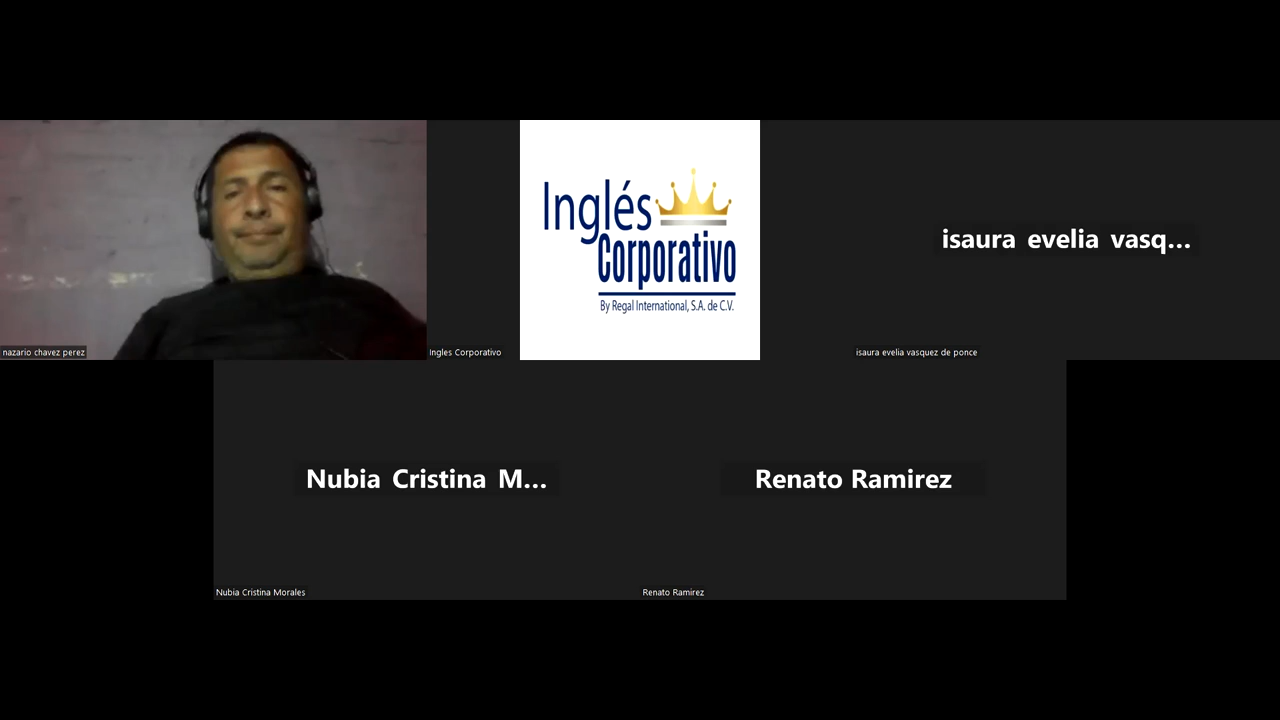 Inglés
Corporativo
By Regal International, S.A. de C.V.
isaura evelia vasq...
nazario chavez perez
Ingles Corporativo
isaura evelia vasquez de ponce
Nubia Cristina M...
Renato Ramirez
Nubia Cristina Morales
Renato Ramirez